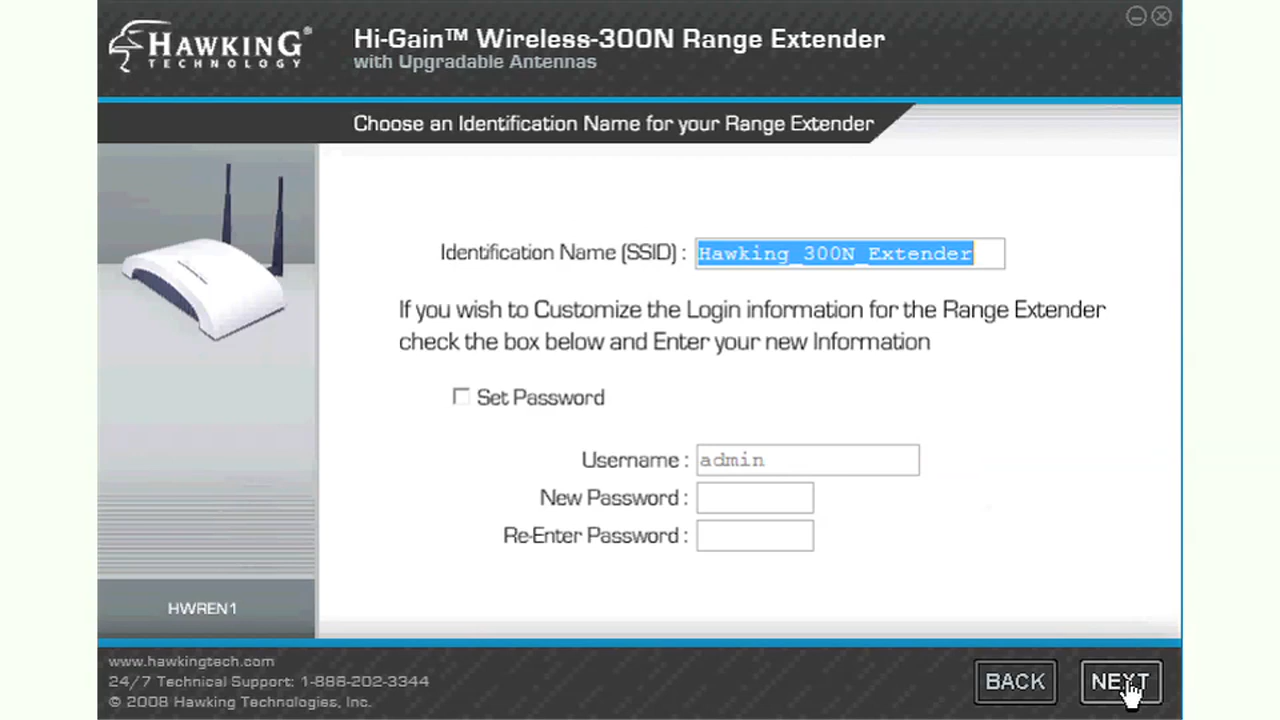 HAWKING®
TECHNOLOGY
Hi-Gain™ Wireless-300N Range Extender
with Upgradable Antennas
Choose an Identification Name for your Range Extender
Identification Name (SSID) : Hawking_300N_Extender
If you wish to Customize the Login information for the Range Extender
check the box below and Enter your new Information
Set Password
Username : admin
New Password :
Re-Enter Password :
HWREN1
www.hawkingtech.com
24/7 Technical Support: 1-888-202-3344
© 2008 Hawking Technologies, Inc.
BACK NEXT